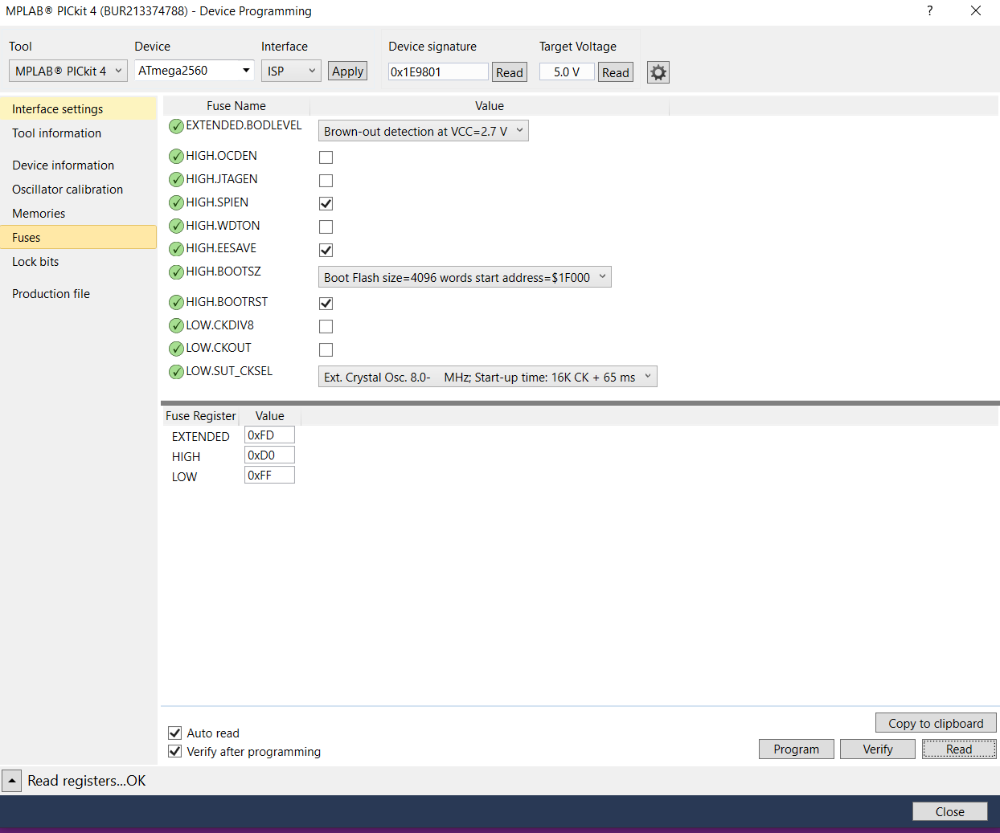 MPLAB® PICkit 4 (BUR213374788) - Device Programming
?
Tool Device Interface Device signature Target Voltage
MPLAB® PICkit 4 ATmega2560 ISP Apply 0x1E9801 Read 5.0 V Read
Interface settings
Tool information
Device information
Oscillator calibration
Memories
Fuses
Lock bits
Production file
Fuse Name Value
EXTENDED.BODLEVEL Brown-out detection at VCC=2.7 V
HIGH.OCDEN
HIGH.JTAGEN
HIGH.SPIEN
HIGH.WDTON
HIGH.EESAVE
HIGH.BOOTSZ Boot Flash size=4096 words start address=$1F000
HIGH.BOOTRST
LOW.CKDIV8
LOW.CKOUT
LOW.SUT_CKSEL Ext. Crystal Osc. 8.0- MHz; Start-up time: 16K CK + 65 ms
Fuse Register Value
EXTENDED 0xFD
HIGH 0xD0
LOW 0xFF
Copy to clipboard
Auto read
Verify after programming
Program Verify Read
Read registers...OK
Close